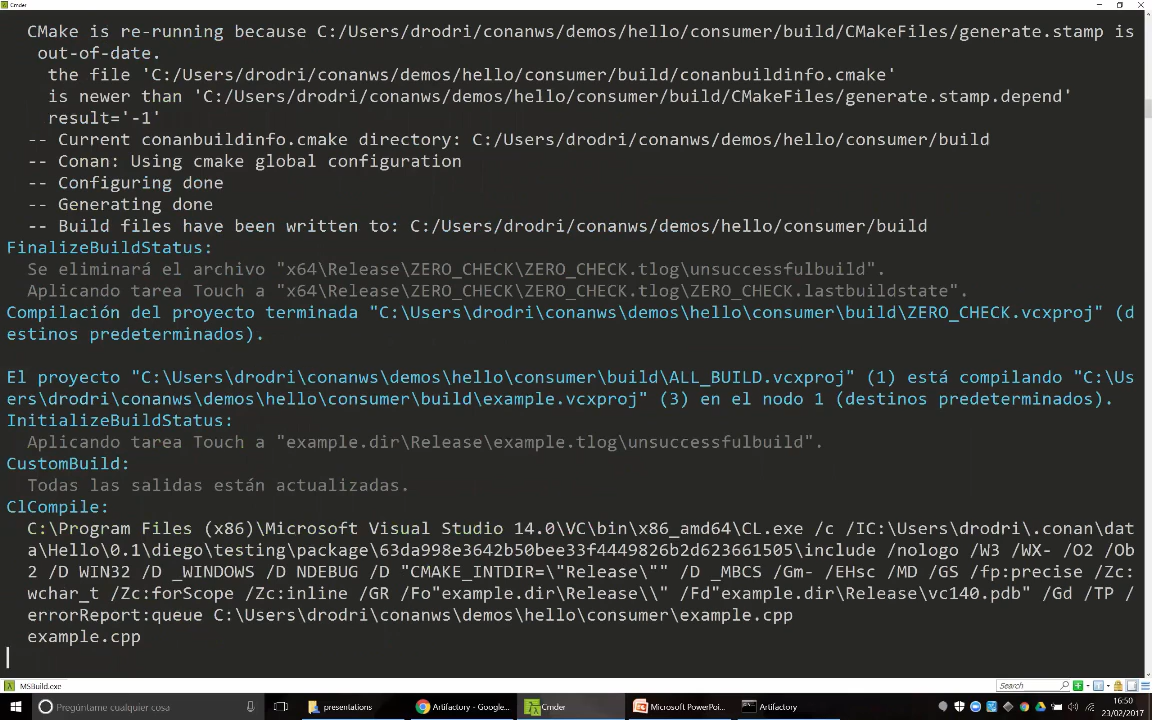 Cmder
CMake is re-running because C:/Users/drodri/conanws/demos/hello/consumer/build/CMakeFiles/generate.stamp is
out-of-date.
the file 'C:/Users/drodri/conanws/demos/hello/consumer/build/conanbuildinfo.cmake'
is newer than 'C:/Users/drodri/conanws/demos/hello/consumer/build/CMakeFiles/generate.stamp.depend'
result='-1'
-- Current conanbuildinfo.cmake directory: C:/Users/drodri/conanws/demos/hello/consumer/build
-- Conan: Using cmake global configuration
-- Configuring done
-- Generating done
-- Build files have been written to: C:/Users/drodri/conanws/demos/hello/consumer/build
FinalizeBuildStatus:
Se eliminará el archivo "x64\Release\ZERO_CHECK\ZERO_CHECK.tlog\unsuccessfulbuild".
Aplicando tarea Touch a "x64\Release\ZERO_CHECK\ZERO_CHECK.tlog\ZERO_CHECK.lastbuildstate".
Compilación del proyecto terminada "C:\Users\drodri\conanws\demos\hello\consumer\build\ZERO_CHECK.vcxproj" (d
estinos predeterminados).
El proyecto "C:\Users\drodri\conanws\demos\hello\consumer\build\ALL_BUILD.vcxproj" (1) está compilando "C:\Us
ers\drodri\conanws\demos\hello\consumer\build\example.vcxproj" (3) en el nodo 1 (destinos predeterminados).
InitializeBuildStatus:
Aplicando tarea Touch a "example.dir\Release\example.tlog\unsuccessfulbuild".
CustomBuild:
Todas las salidas están actualizadas.
ClCompile:
C:\Program Files (x86)\Microsoft Visual Studio 14.0\VC\bin\x86_amd64\CL.exe /c /IC:\Users\drodri\.conan\dat
a\Hello\0.1\diego\testing\package\63da998e3642b50bee33f4449826b2d623661505\include /nologo /W3 /WX- /O2 /Ob
2 /D WIN32 /D _WINDOWS /D NDEBUG /D "CMAKE_INTDIR=\"Release\"" /D _MBCS /Gm- /EHsc /MD /GS /fp:precise /Zc:
wchar_t /Zc:forScope /Zc:inline /GR /Fo"example.dir\Release\\" /Fd"example.dir\Release\vc140.pdb" /Gd /TP /
errorReport:queue C:\Users\drodri\conanws\demos\hello\consumer\example.cpp
example.cpp
MSBuild.exe
Search
Pregúntame cualquier cosa
presentations
Artifactory - Google...
Cmder
Microsoft PowerPoi...
Artifactory
16:50
23/02/2017